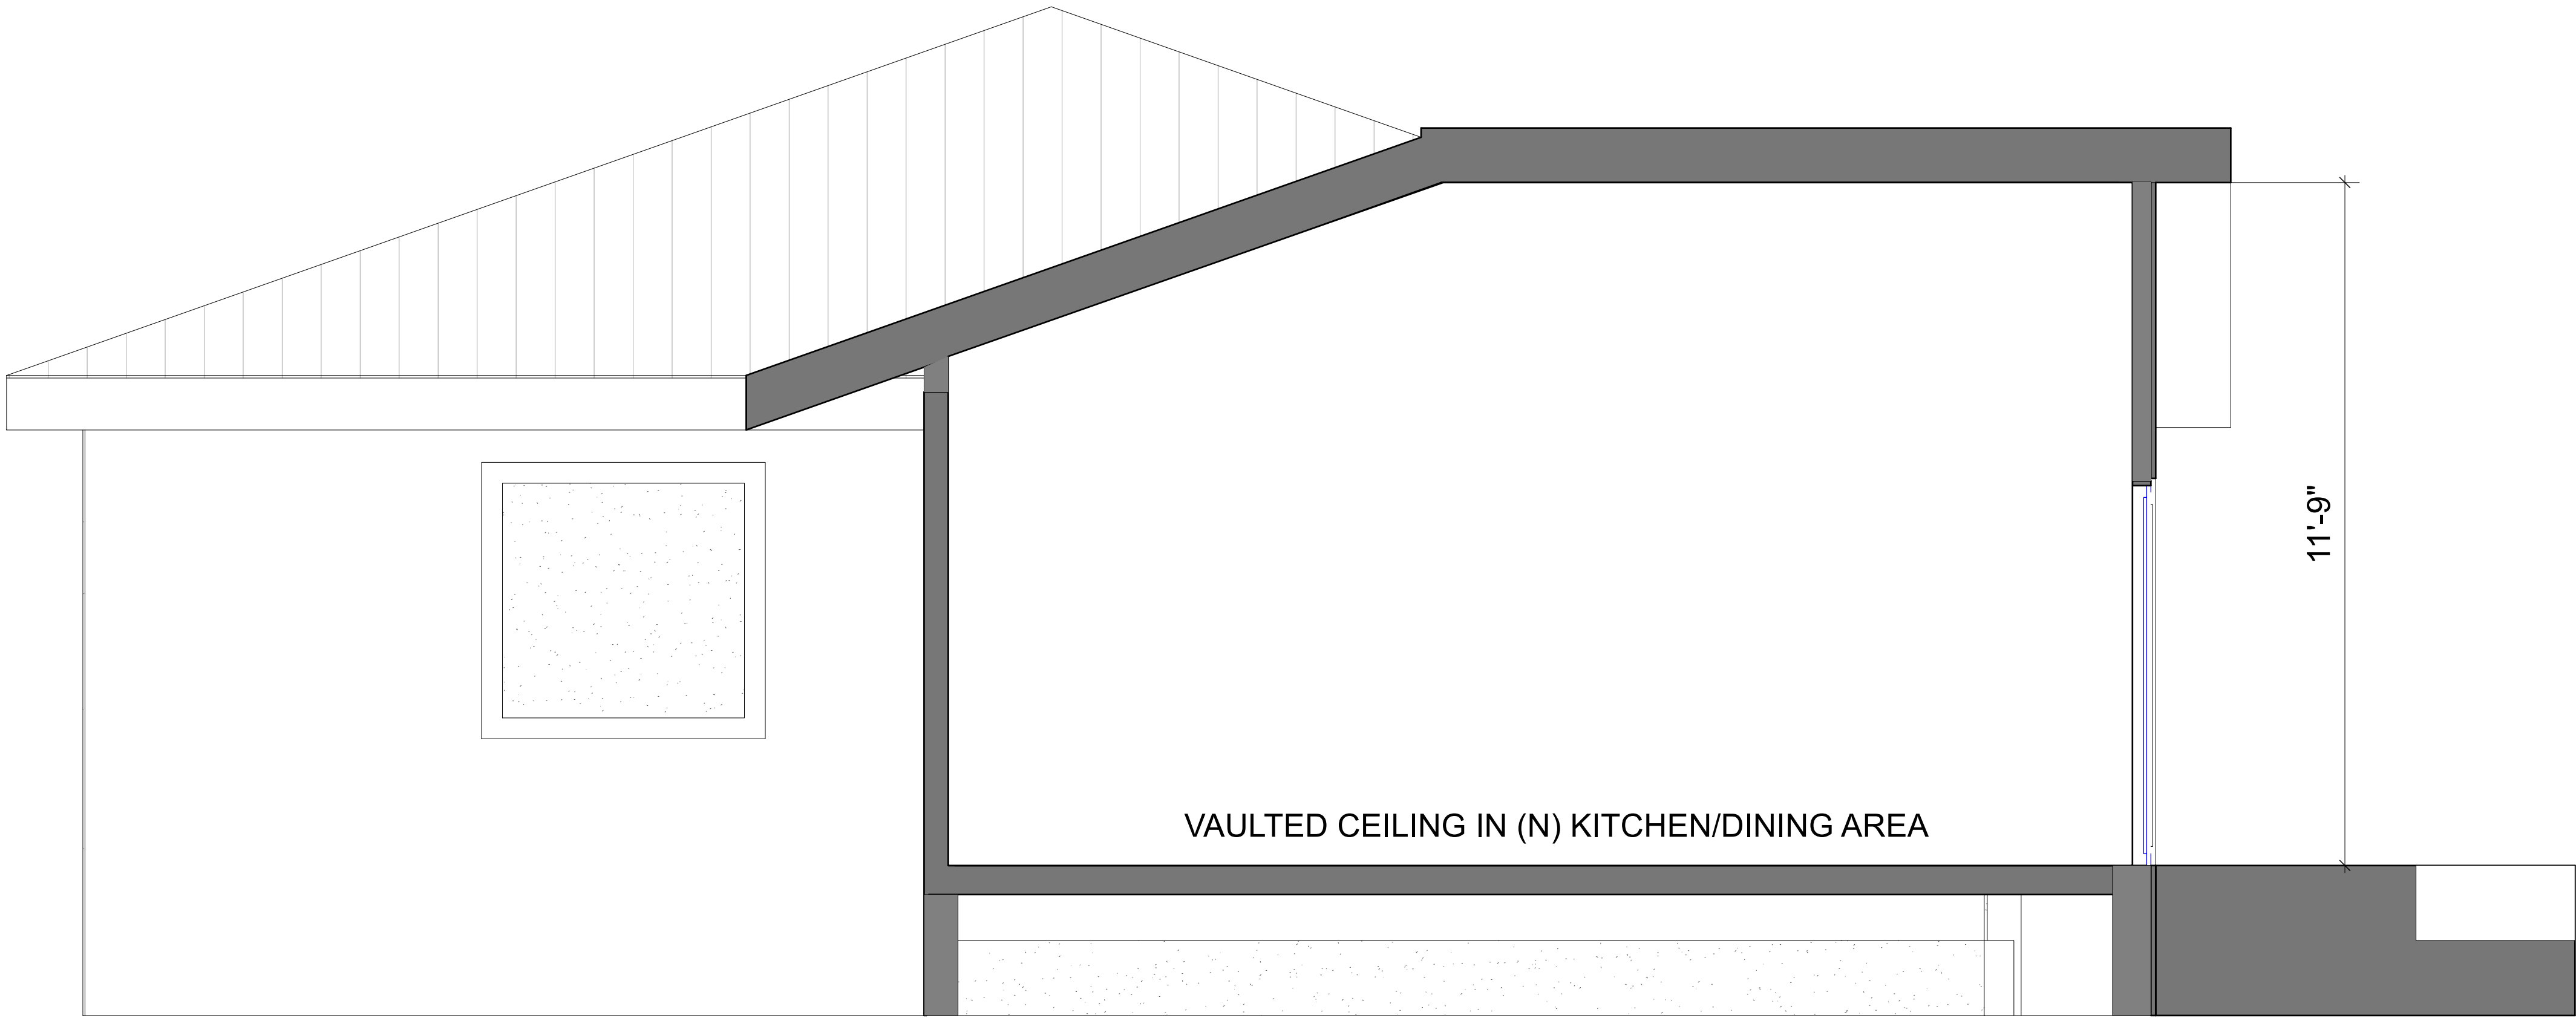 11'-9"
VAULTED CEILING IN (N) KITCHEN/DINING AREA